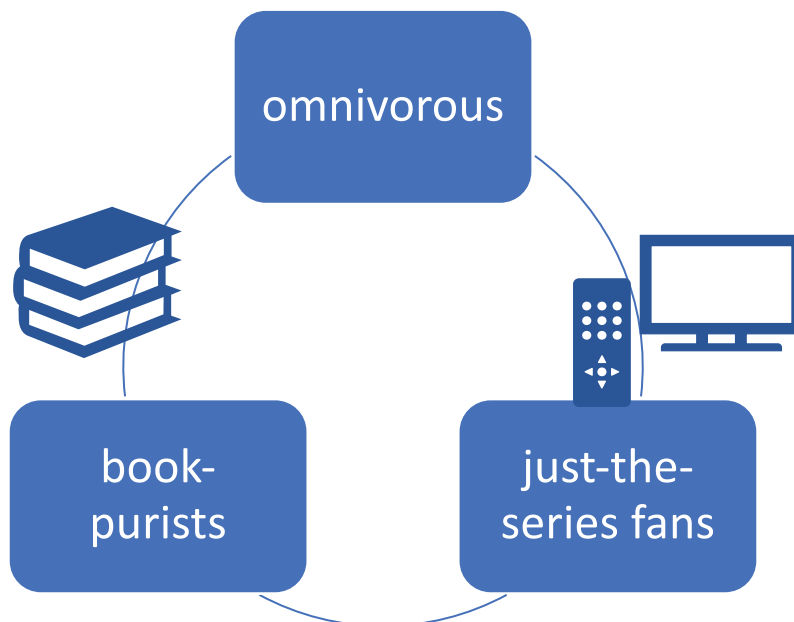 omnivorous
book-
purists
just-the-
series fans